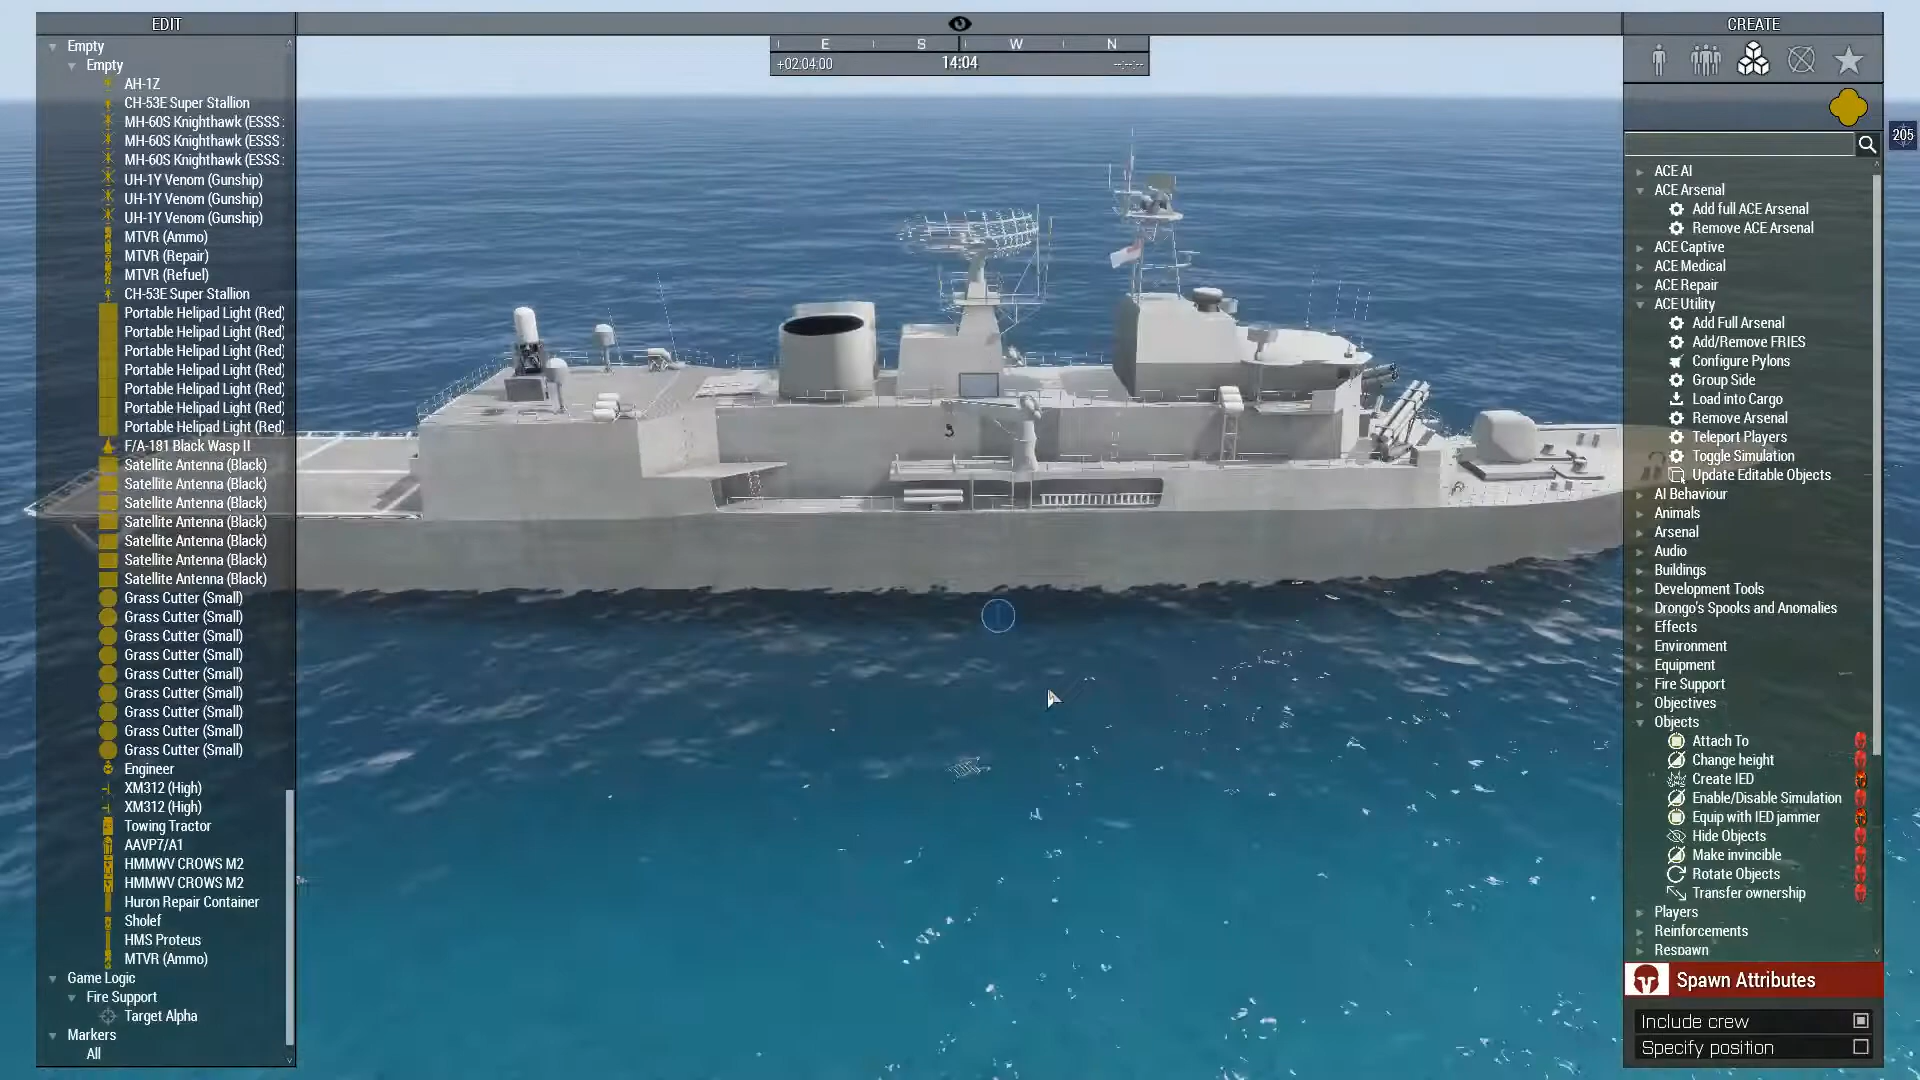 EDIT
Empty
Empty
AH-1Z
CH-53E Super Stallion
MH-60S Knighthawk (ESSS :
MH-60S Knighthawk (ESSS :
MH-60S Knighthawk (ESSS :
UH-1Y Venom (Gunship)
UH-1Y Venom (Gunship)
UH-1Y Venom (Gunship)
MTVR (Ammo)
MTVR (Repair)
MTVR (Refuel)
CH-53E Super Stallion
Portable Helipad Light (Red)
Portable Helipad Light (Red)
Portable Helipad Light (Red)
Portable Helipad Light (Red)
Portable Helipad Light (Red)
Portable Helipad Light (Red)
Portable Helipad Light (Red)
F/A-181 Black Wasp II
Satellite Antenna (Black)
Satellite Antenna (Black)
Satellite Antenna (Black)
Satellite Antenna (Black)
Satellite Antenna (Black)
Satellite Antenna (Black)
Satellite Antenna (Black)
Grass Cutter (Small)
Grass Cutter (Small)
Grass Cutter (Small)
Grass Cutter (Small)
Grass Cutter (Small)
Grass Cutter (Small)
Grass Cutter (Small)
Grass Cutter (Small)
Grass Cutter (Small)
Engineer
XM312 (High)
XM312 (High)
Towing Tractor
AAVP7/A1
HMMWV CROWS M2
HMMWV CROWS M2
Huron Repair Container
Sholef
HMS Proteus
MTVR (Ammo)
Game Logic
Fire Support
Target Alpha
Markers
All
E S W N
+02:04:00 14:04 --:--:--
CREATE
205
ACE AI
ACE Arsenal
Add full ACE Arsenal
Remove ACE Arsenal
ACE Captive
ACE Medical
ACE Repair
ACE Utility
Add Full Arsenal
Add/Remove FRIES
Configure Pylons
Group Side
Load into Cargo
Remove Arsenal
Teleport Players
Toggle Simulation
Update Editable Objects
AI Behaviour
Animals
Arsenal
Audio
Buildings
Development Tools
Drongo's Spooks and Anomalies
Effects
Environment
Equipment
Fire Support
Objectives
Objects
Attach To
Change height
Create IED
Enable/Disable Simulation
Equip with IED jammer
Hide Objects
Make invincible
Rotate Objects
Transfer ownership
Players
Reinforcements
Respawn
Spawn Attributes
Include crew
Specify position